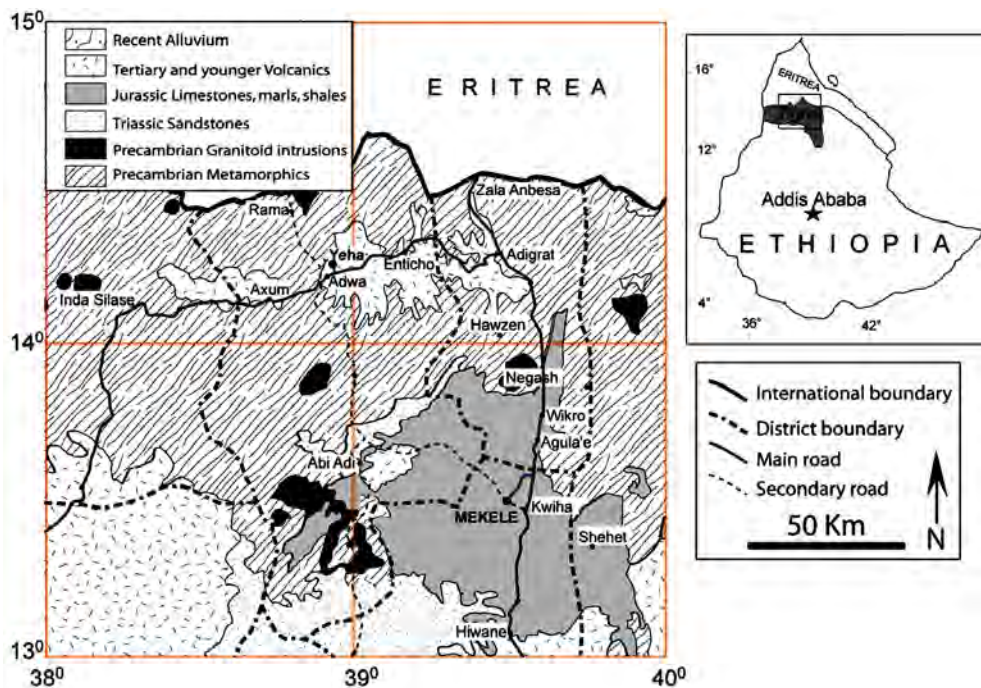 15⁰
Recent Alluvium
Tertiary and younger Volcanics
Jurassic Limestones, marls, shales
Triassic Sandstones
Precambrian Granitoid intrusions
Precambrian Metamorphics
ERITREA
Zala Anbesa
Rama
Yeha
Enticho
Adigrat
Inda Silase
Axum
Adwa
Hawzen
14⁰
Negash
Wikro
Agula'e
Abi Adi
MEKELE
Kwiha
Shehet
Hiwane
13⁰
38⁰
39⁰
40⁰
16°
ERITREA
12°
Addis Ababa
ETHIOPIA
4°
36°
42°
International boundary
District boundary
Main road
Secondary road
50 Km
N